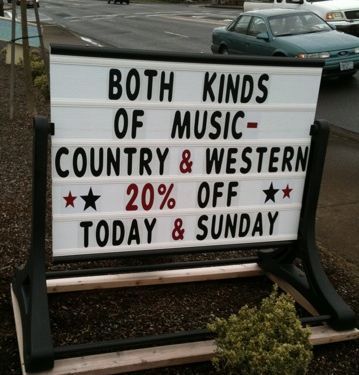 BOTH KINDS
OF MUSIC-
COUNTRY & WESTERN
20% OFF
TODAY & SUNDAY